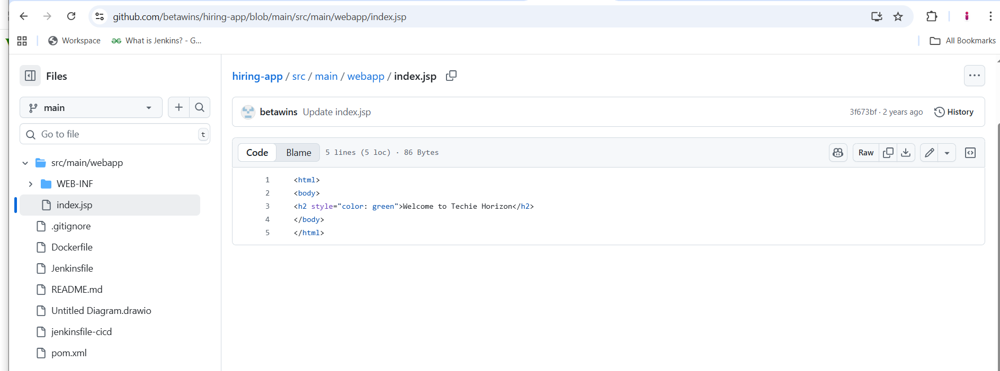 github.com/betawins/hiring-app/blob/main/src/main/webapp/index.jsp
Workspace
What is Jenkins? - G...
All Bookmarks
Files
main
Go to file
t
src/main/webapp
WEB-INF
index.jsp
.gitignore
Dockerfile
Jenkinsfile
README.md
Untitled Diagram.drawio
jenkinsfile-cicd
pom.xml
hiring-app / src / main / webapp / index.jsp
betawins Update index.jsp
3f673bf · 2 years ago
History
Code
Blame
5 lines (5 loc) · 86 Bytes
Raw
1 <html>
2 <body>
3 <h2 style="color: green">Welcome to Techie Horizon</h2>
4 </body>
5 </html>